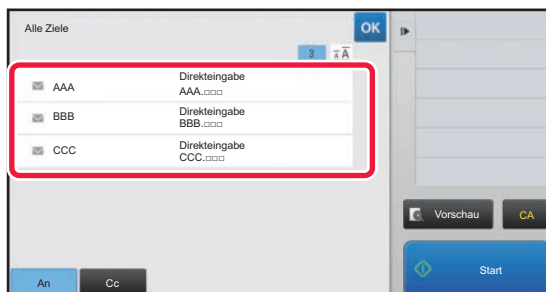 Alle Ziele
OK
3
AAA
Direkteingabe
AAA.□□□
BBB
Direkteingabe
BBB.□□□
CCC
Direkteingabe
CCC.□□□
Vorschau
CA
An
Cc
Start